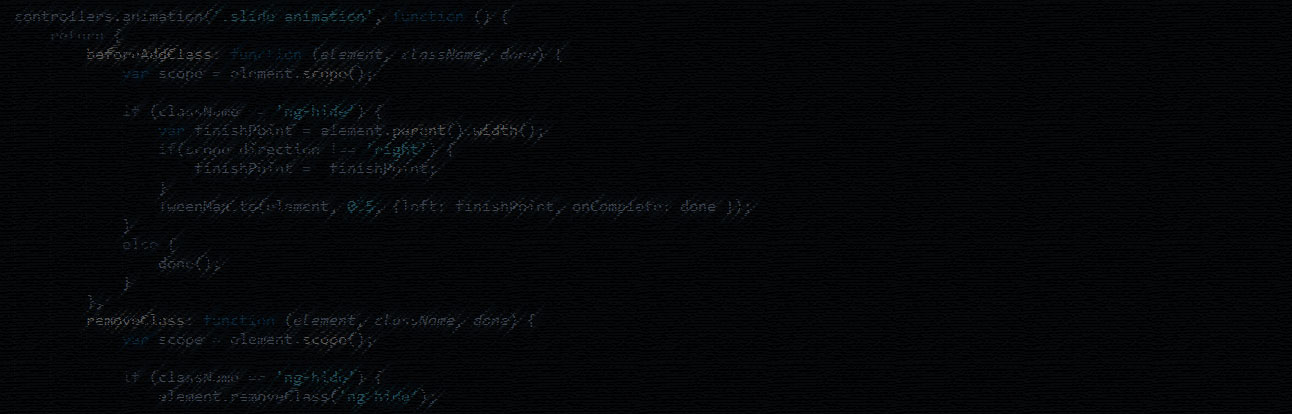 controllers.animation('.slide-animation', function () {
return {
beforeAddClass: function (element, className, done) {
var scope = element.scope();
if (className == 'ng-hide') {
var finishPoint = element.parent().width();
if(scope.direction !== 'right') {
finishPoint = -finishPoint;
}
TweenMax.to(element, 0.5, {left: finishPoint, onComplete: done });
}
else {
done();
}
},
removeClass: function (element, className, done) {
var scope = element.scope();
if (className == 'ng-hide') {
element.removeClass('ng-hide');